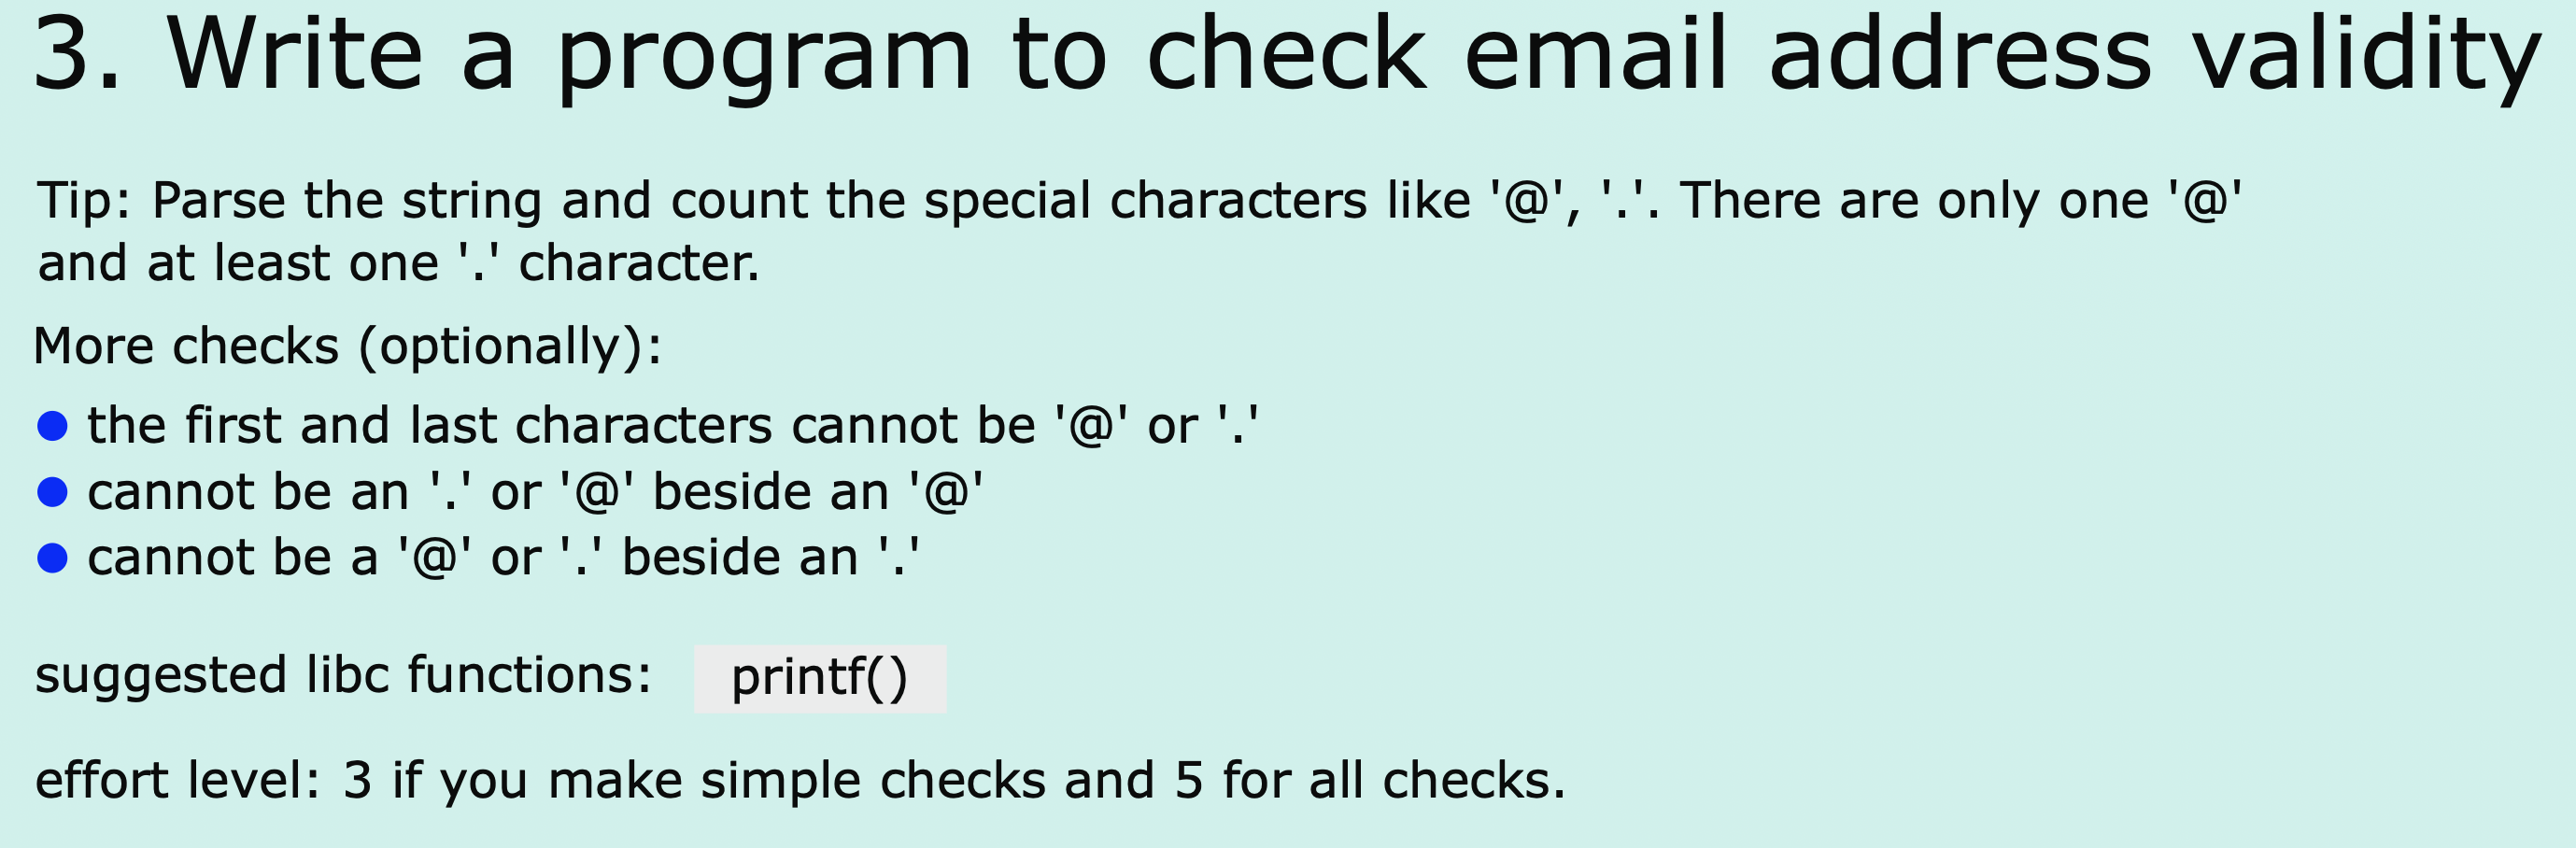 3. Write a program to check email address validity
Tip: Parse the string and count the special characters like '@', '.'. There are only one '@'
and at least one '.' character.
More checks (optionally):
● the first and last characters cannot be '@' or '.'
● cannot be an '.' or '@' beside an '@'
● cannot be a '@' or '.' beside an '.'
suggested libc functions: printf()
effort level: 3 if you make simple checks and 5 for all checks.